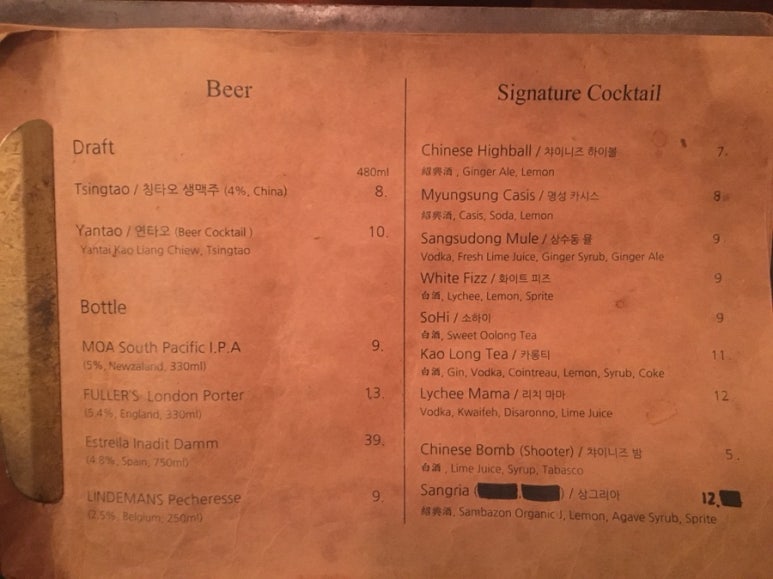 Beer
Draft
480ml
Tsingtao / 칭타오 생맥주 (4%, China) 8.
Yantao / 연타오 (Beer Cocktail ) 10.
Yantai Kao Liang Chiew, Tsingtao
Bottle
MOA South Pacific I.P.A 9.
(5%, Newzaland, 330ml)
FULLER'S London Porter 13.
(5.4%, England, 330ml)
Estrella Inadit Damm 39.
(4.8%, Spain, 750ml)
LINDEMANS Pecheresse 9.
(2.5%, Belgium, 250ml)
Signature Cocktail
Chinese Highball / 챠이니즈 하이볼 7.
紹興酒 , Ginger Ale, Lemon
Myungsung Casis / 명성 카시스 8
紹興酒, Casis, Soda, Lemon
Sangsudong Mule / 상수동 뮬 9
Vodka, Fresh Lime Juice, Ginger Syrub, Ginger Ale
White Fizz / 화이트 피즈 9
白酒, Lychee, Lemon, Sprite
SoHi / 소하이 9
白酒, Sweet Oolong Tea
Kao Long Tea / 카롱티 11.
白酒, Gin, Vodka, Cointreau, Lemon, Syrub, Coke
Lychee Mama / 리치 마마 12
Vodka, Kwaifeh, Disaronno, Lime Juice
Chinese Bomb (Shooter) / 챠이니즈 밤 5.
白酒 , Lime Juice, Syrup, Tabasco
Sangria ( , ) / 상그리아 12.
紹興酒, Sambazon Organic J, Lemon, Agave Syrub, Sprite